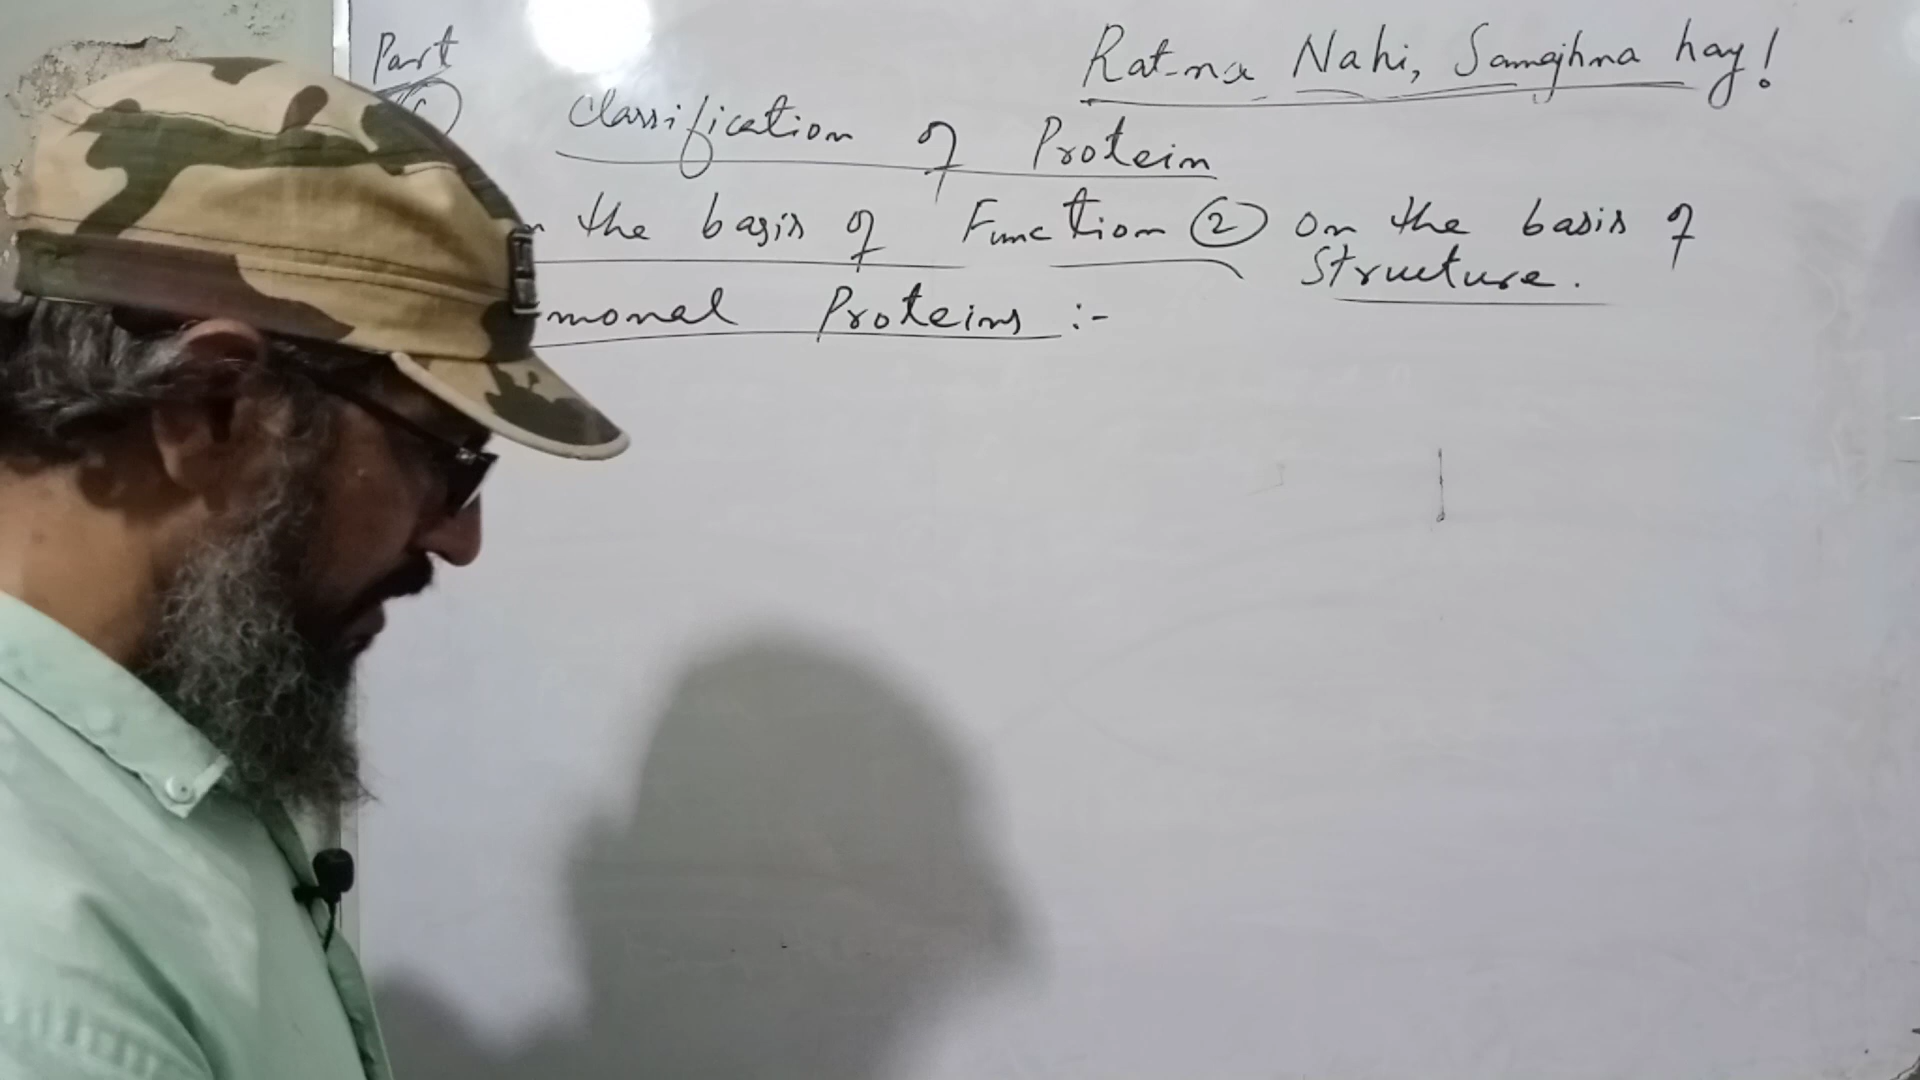 Part
Rat-na Nahi, Samajhna hay!
Classification of Protein
the basis of Function ② on the basis of
Structure.
monal Proteins :-